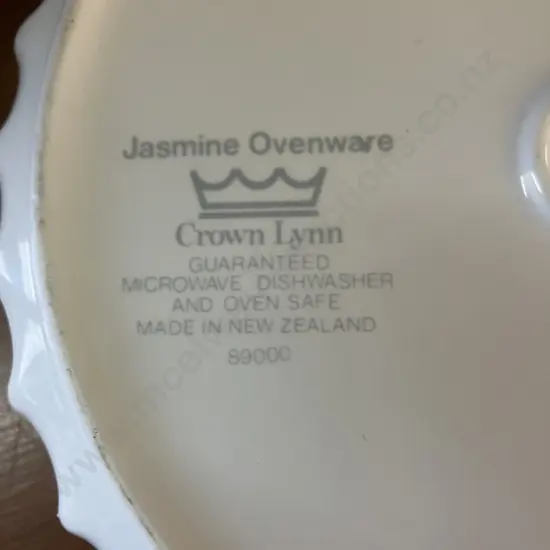 Jasmine Ovenware
Crown Lynn
GUARANTEED
MICROWAVE DISHWASHER
AND OVEN SAFE
MADE IN NEW ZEALAND
89000